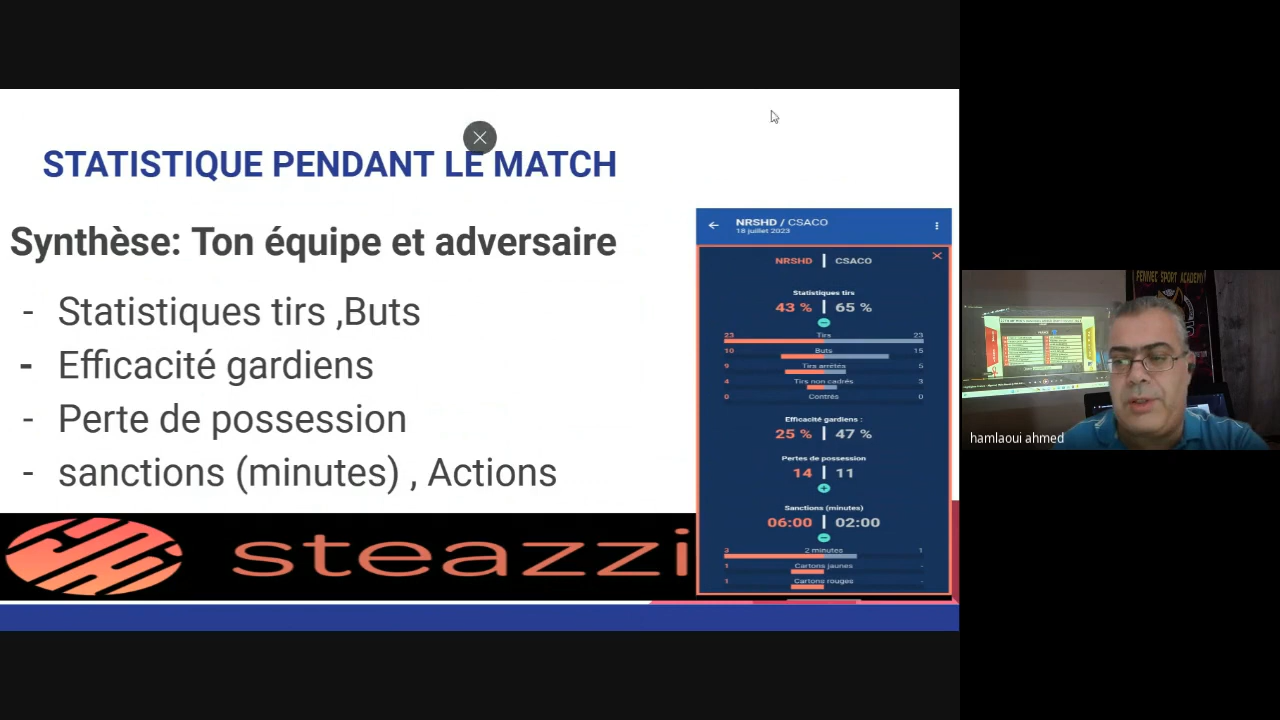 STATISTIQUE PENDANT LE MATCH
Synthèse: Ton équipe et adversaire
- Statistiques tirs ,Buts
- Efficacité gardiens
- Perte de possession
- sanctions (minutes) , Actions
steazzi
NRSHD / CSACO
18 juillet 2023
NRSHD | CSACO
Statistiques tirs
43 % | 65 %
23 Tirs 23
10 Buts 15
9 Tirs arrêtés 5
4 Tirs non cadrés 3
0 Contrés 0
Efficacité gardiens :
25 % | 47 %
Pertes de possession
14 | 11
Sanctions (minutes)
06:00 | 02:00
3 2 minutes 1
1 Cartons jaunes -
1 Cartons rouges -
FENNEC SPORT ACADEMY
hamlaoui ahmed